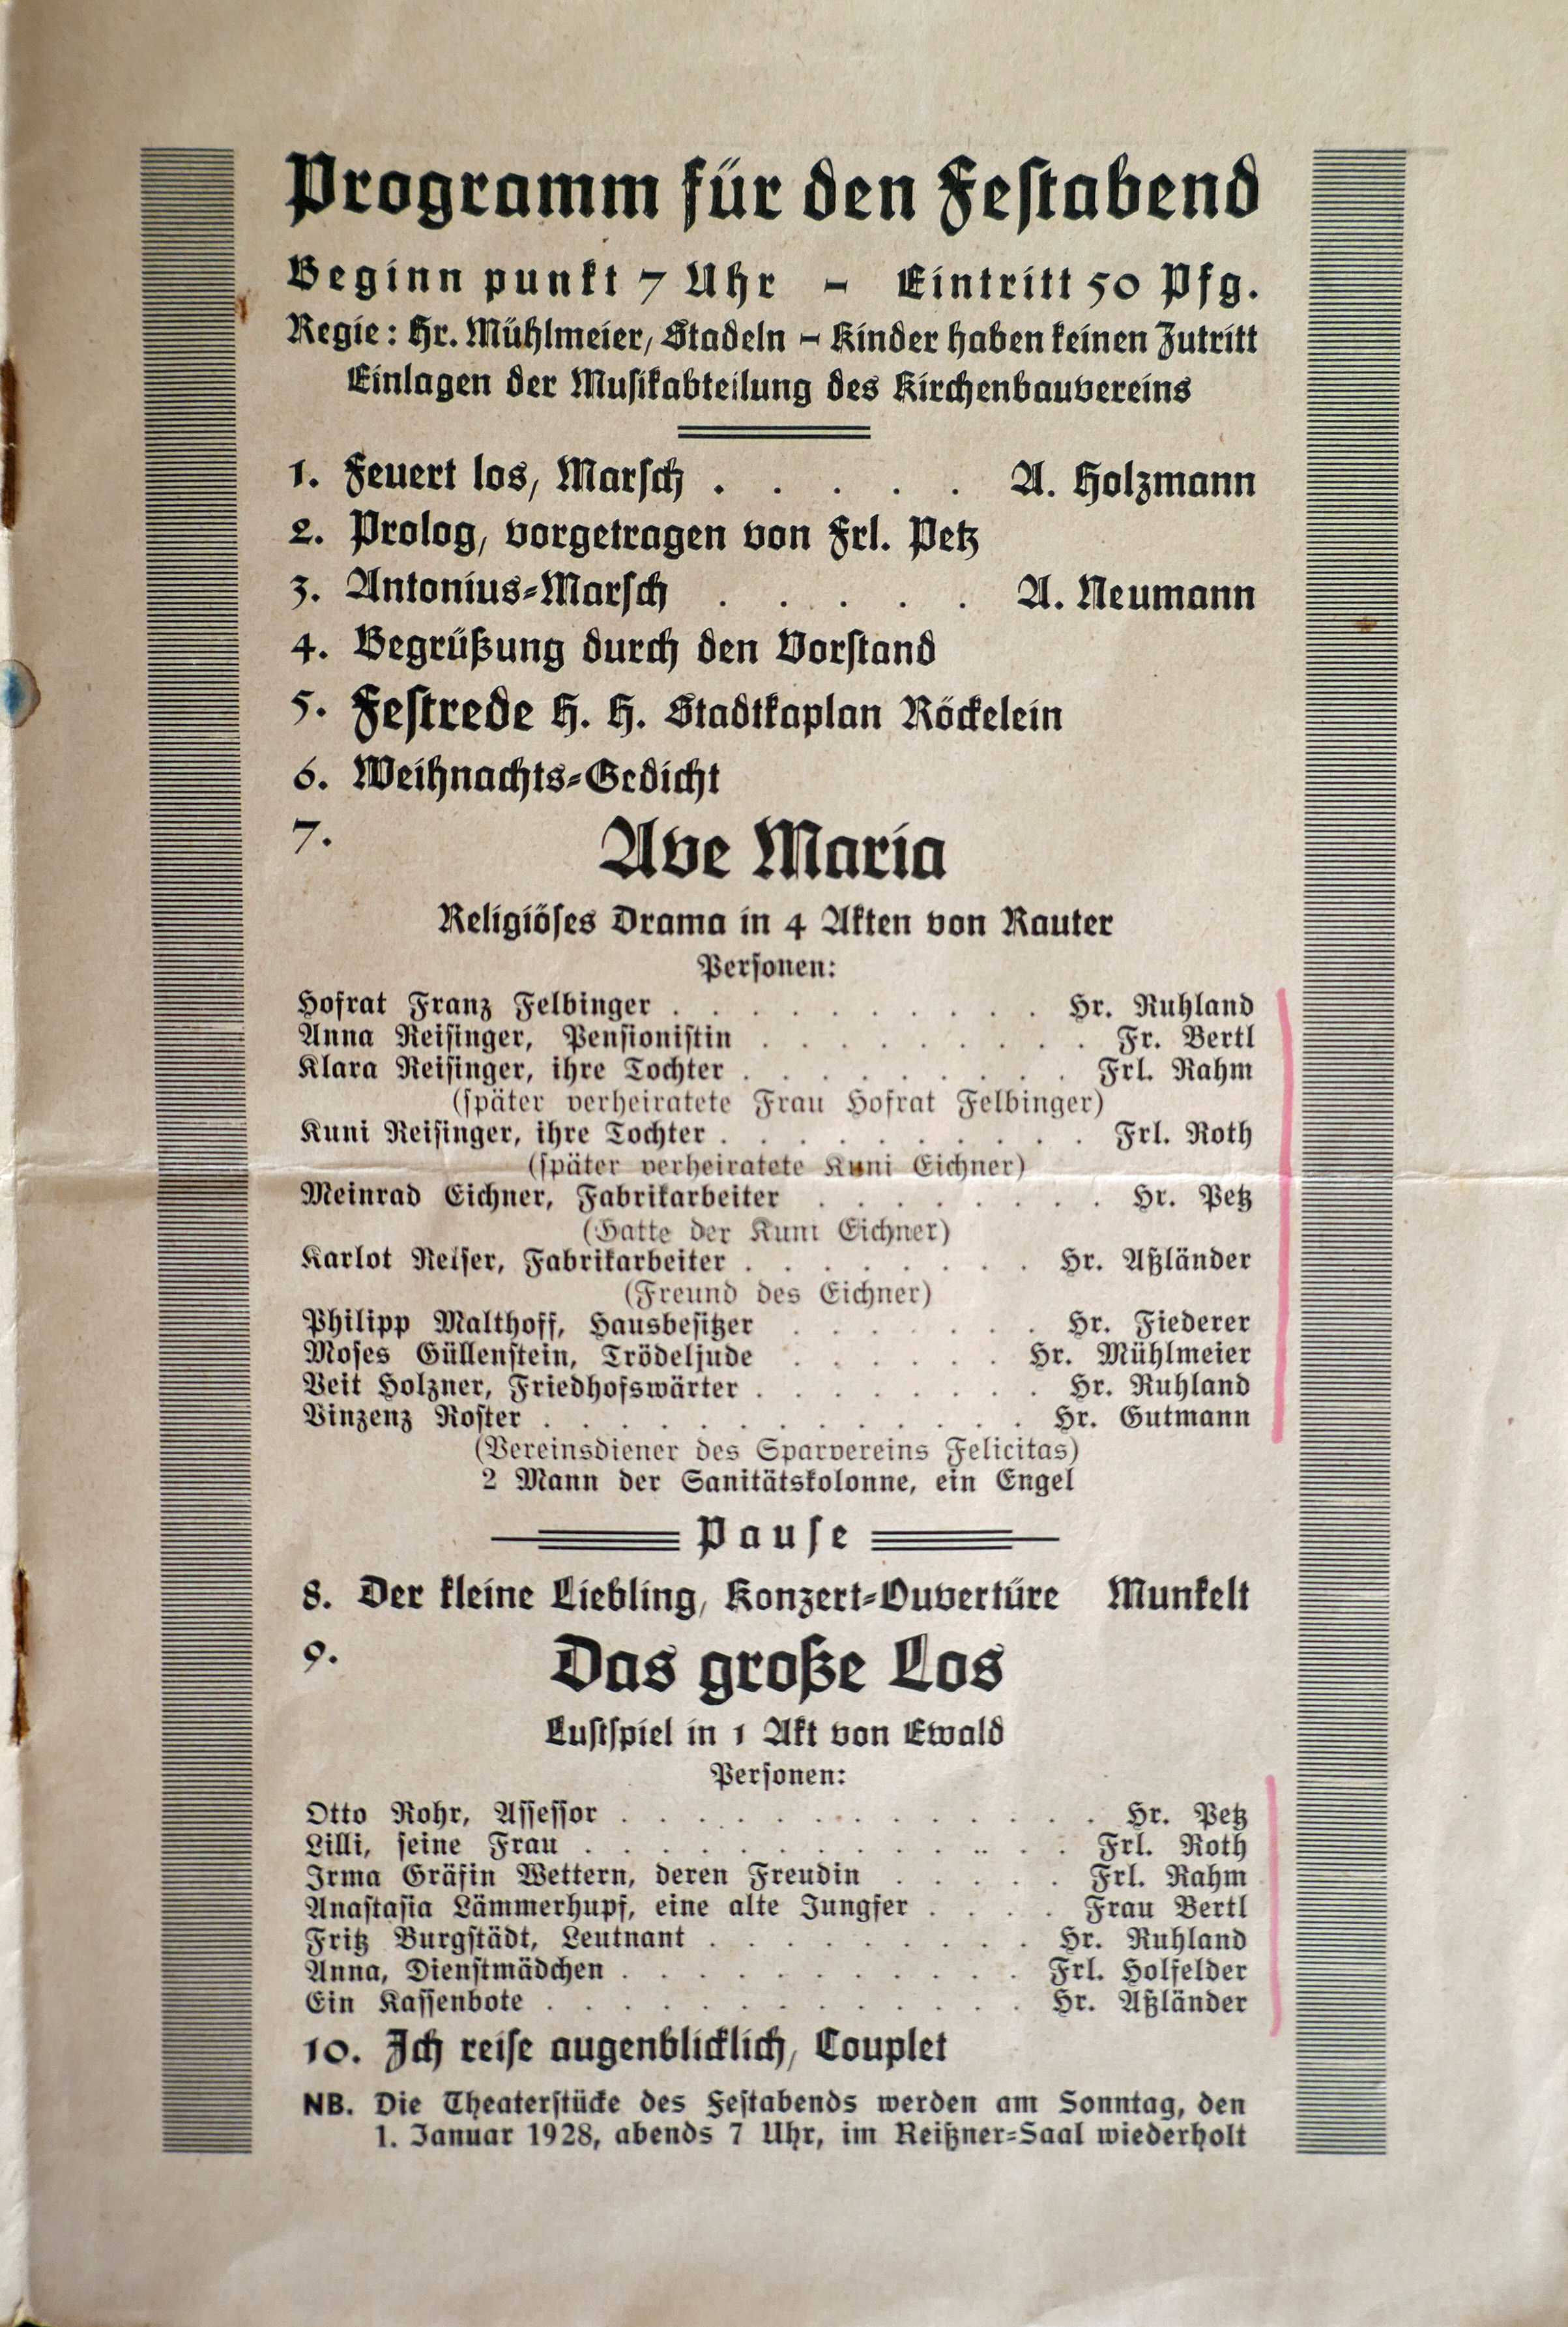 Programm für den Festabend
Beginn punkt 7 Uhr – Eintritt 50 Pfg.
Regie: Hr. Mühlmeier, Stadeln – Kinder haben keinen Zutritt
Einlagen der Musikabteilung des Kirchenbauvereins
1. Feuert los, Marsch . . . . . A. Holzmann
2. Prolog, vorgetragen von Frl. Petz
3. Antonius-Marsch . . . . . A. Neumann
4. Begrüßung durch den Vorstand
5. Festrede H. H. Stadtkaplan Röckelein
6. Weihnachts-Gedicht
7. Ave Maria
Religiöses Drama in 4 Akten von Rauter
Personen:
Hofrat Franz Felbinger . . . . . . . . . . Hr. Ruhland
Anna Reisinger, Pensionistin . . . . . . . . . Fr. Bertl
Klara Reisinger, ihre Tochter . . . . . . . . . Frl. Rahm
(später verheiratete Frau Hofrat Felbinger)
Kuni Reisinger, ihre Tochter . . . . . . . . . . Frl. Roth
(später verheiratete Kuni Eichner)
Meinrad Eichner, Fabrikarbeiter . . . . . . . . Hr. Petz
(Gatte der Kuni Eichner)
Karlot Reiser, Fabrikarbeiter . . . . . . . . Hr. Aßländer
(Freund des Eichner)
Philipp Malthoff, Hausbesitzer . . . . . . . Hr. Fiederer
Moses Güllenstein, Trödeljude . . . . . . Hr. Mühlmeier
Veit Holzner, Friedhofswärter . . . . . . . . Hr. Ruhland
Vinzenz Roster . . . . . . . . . . . . . Hr. Gutmann
(Vereinsdiener des Sparvereins Felicitas)
2 Mann der Sanitätskolonne, ein Engel
Pause
8. Der kleine Liebling, Konzert-Ouvertüre Munkelt
9. Das große Los
Lustspiel in 1 Akt von Ewald
Personen:
Otto Rohr, Assessor . . . . . . . . . . . . . Hr. Petz
Lilli, seine Frau . . . . . . . . . . . . . Frl. Roth
Irma Gräfin Wettern, deren Freudin . . . . . Frl. Rahm
Anastasia Lämmerhupf, eine alte Jungfer . . . . Frau Bertl
Fritz Burgstädt, Leutnant . . . . . . . . . Hr. Ruhland
Anna, Dienstmädchen . . . . . . . . . . . Frl. Holfelder
Ein Kassenbote . . . . . . . . . . . . . Hr. Aßländer
10. Ich reise augenblicklich, Couplet
NB. Die Theaterstücke des Festabends werden am Sonntag, den
1. Januar 1928, abends 7 Uhr, im Reißner-Saal wiederholt